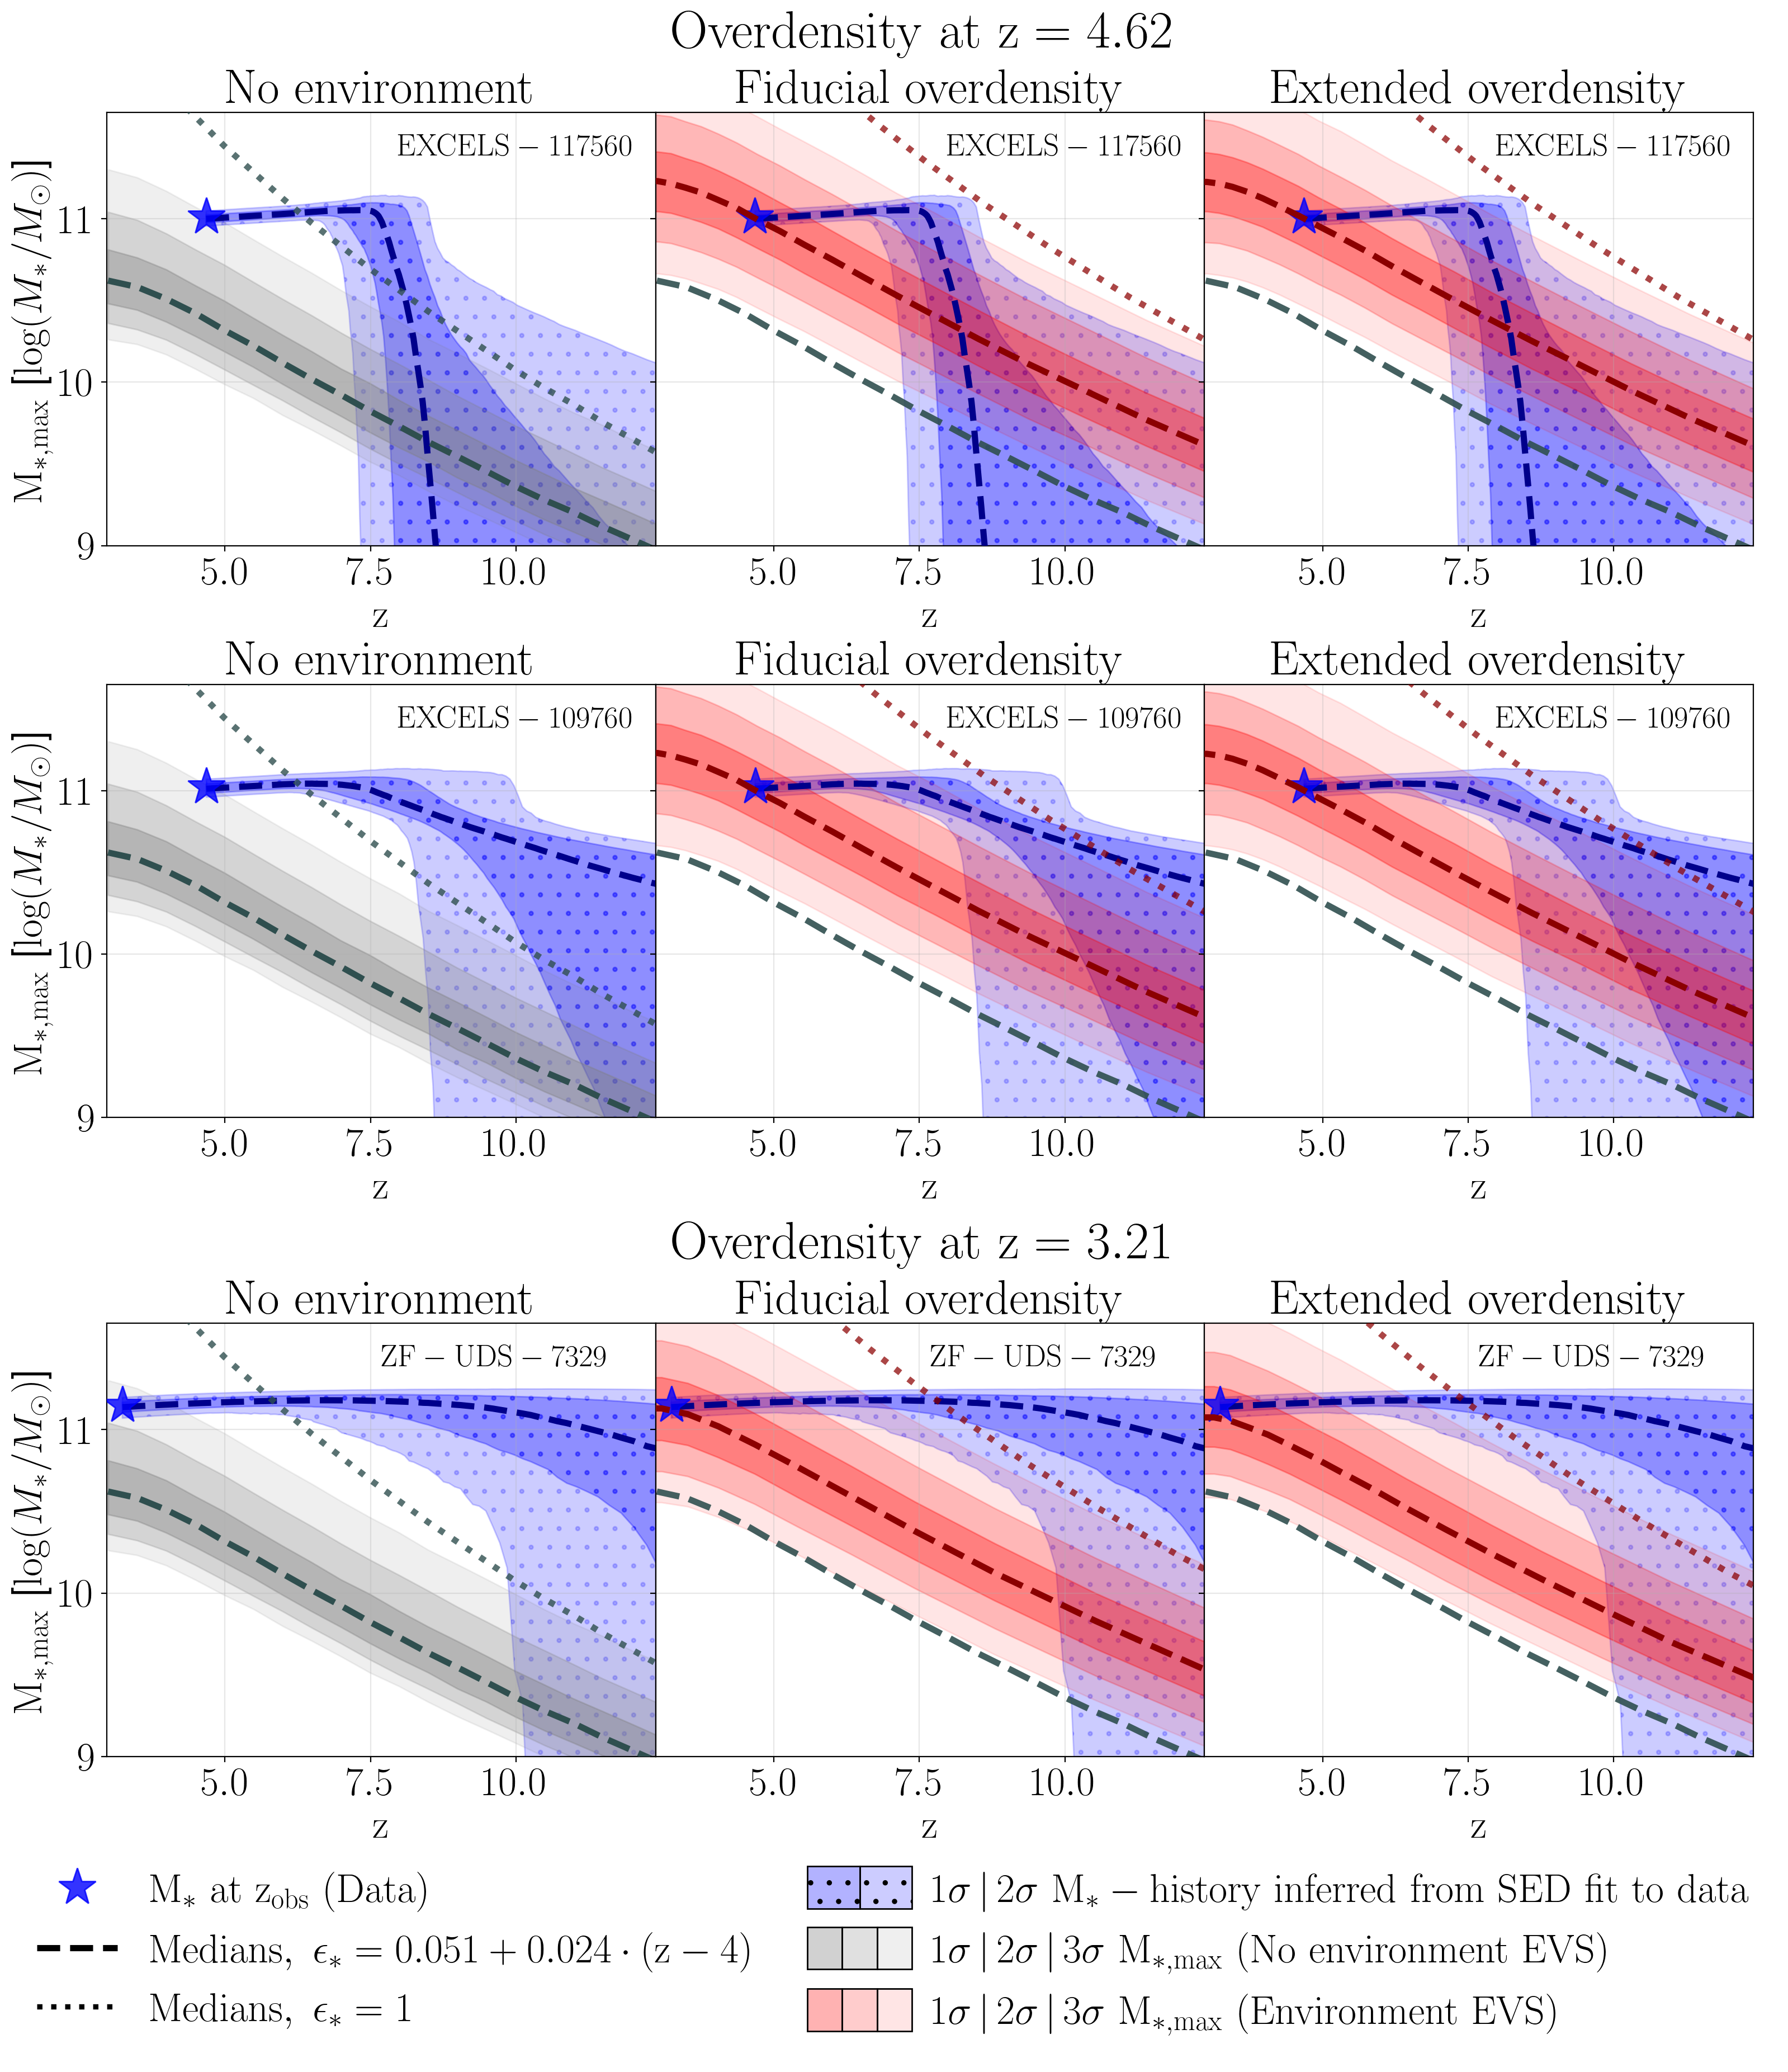 Overdensity at z = 4.62
No environment Fiducial overdensity Extended overdensity
EXCELS − 117560 EXCELS − 117560 EXCELS − 117560
M∗,max [log(M∗/M⊙)]
11
10
9
5.0 7.5 10.0 5.0 7.5 10.0 5.0 7.5 10.0
z z z
No environment Fiducial overdensity Extended overdensity
EXCELS − 109760 EXCELS − 109760 EXCELS − 109760
M∗,max [log(M∗/M⊙)]
11
10
9
5.0 7.5 10.0 5.0 7.5 10.0 5.0 7.5 10.0
z z z
Overdensity at z = 3.21
No environment Fiducial overdensity Extended overdensity
ZF − UDS − 7329 ZF − UDS − 7329 ZF − UDS − 7329
M∗,max [log(M∗/M⊙)]
11
10
9
5.0 7.5 10.0 5.0 7.5 10.0 5.0 7.5 10.0
z z z
M∗ at zobs (Data)
Medians, ϵ∗ = 0.051 + 0.024 · (z − 4)
Medians, ϵ∗ = 1
1σ | 2σ M∗ − history inferred from SED fit to data
1σ | 2σ | 3σ M∗,max (No environment EVS)
1σ | 2σ | 3σ M∗,max (Environment EVS)